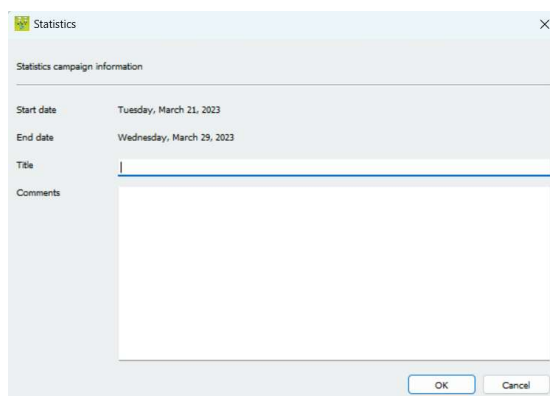 Statistics
Statistics campaign information
Start date Tuesday, March 21, 2023
End date Wednesday, March 29, 2023
Title
Comments
OK Cancel